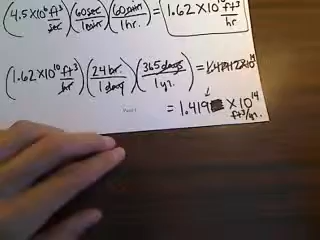 (4.5×10⁶ ft³/sec)(60 sec/1 min)(60 min/1 hr.) = 1.62×10¹⁰ ft³/hr
(1.62×10¹⁰ ft³/hr)(24 hr./1 day)(365 days/1 yr.) =
= 1.419 ×10¹⁴ ft³/yr.